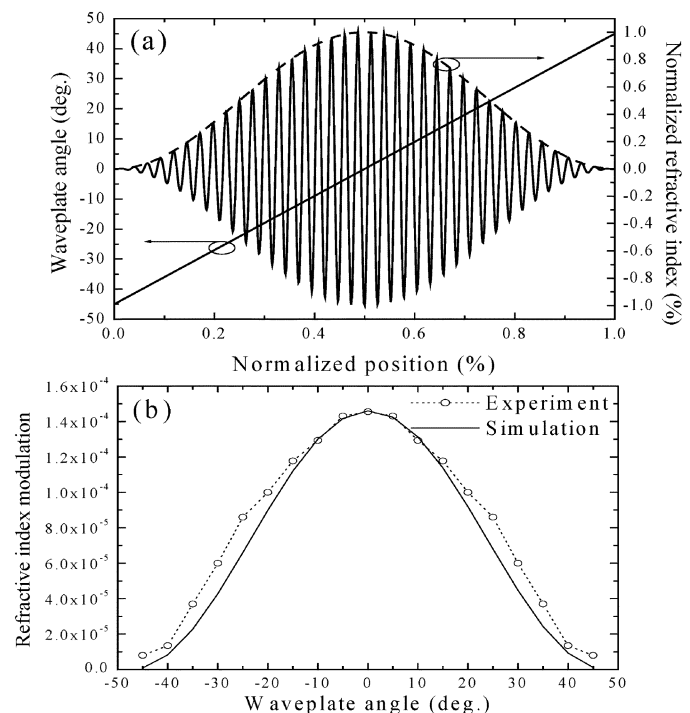 (a)
Waveplate angle (deg.)
50
40
30
20
10
0
-10
-20
-30
-40
-50
1.0
0.8
0.6
0.4
0.2
0.0
-0.2
-0.4
-0.6
-0.8
-1.0
Normalized refractive index (%)
0.0 0.2 0.4 0.6 0.8 1.0
Normalized position (%)
(b)
Experiment
Simulation
Refractive index modulation
1.6x10-4
1.4x10-4
1.2x10-4
1.0x10-4
8.0x10-5
6.0x10-5
4.0x10-5
2.0x10-5
0.0
-50 -40 -30 -20 -10 0 10 20 30 40 50
Waveplate angle (deg.)